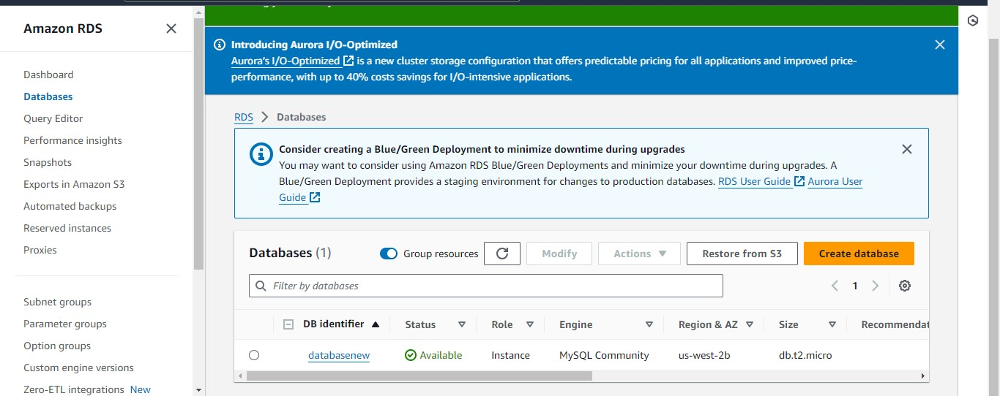 Amazon RDS
Dashboard
Databases
Query Editor
Performance insights
Snapshots
Exports in Amazon S3
Automated backups
Reserved instances
Proxies
Subnet groups
Parameter groups
Option groups
Custom engine versions
Zero-ETL integrations New
Introducing Aurora I/O-Optimized
Aurora's I/O-Optimized is a new cluster storage configuration that offers predictable pricing for all applications and improved price-
performance, with up to 40% costs savings for I/O-intensive applications.
RDS > Databases
Consider creating a Blue/Green Deployment to minimize downtime during upgrades
You may want to consider using Amazon RDS Blue/Green Deployments and minimize your downtime during upgrades. A
Blue/Green Deployment provides a staging environment for changes to production databases. RDS User Guide Aurora User
Guide
Databases (1) Group resources Modify Actions Restore from S3 Create database
Filter by databases 1
DB identifier Status Role Engine Region & AZ Size Recommendat
databasenew Available Instance MySQL Community us-west-2b db.t2.micro